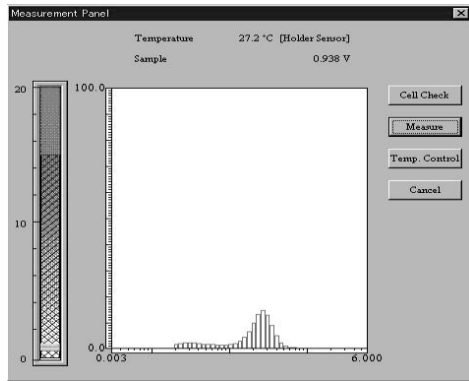 Measurement Panel
Temperature 27.2 °C [Holder Sensor]
Sample 0.938 V
20
10
0
100.0
0.0
0.003
6.000
Cell Check
Measure
Temp. Control
Cancel